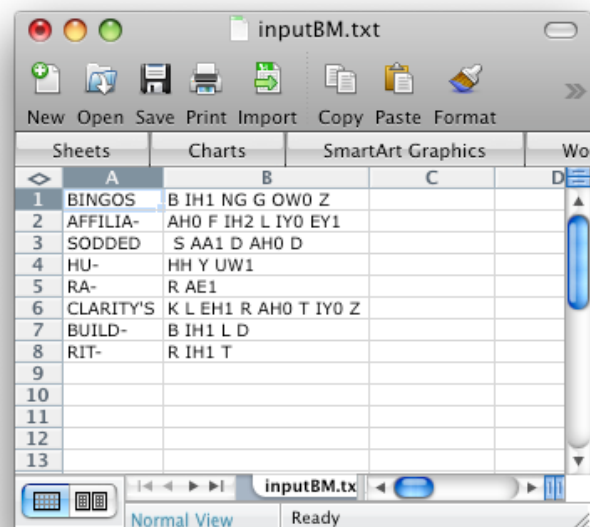 inputBM.txt
New Open Save Print Import Copy Paste Format
Sheets Charts SmartArt Graphics Wo
A B C D
1 BINGOS B IH1 NG G OW0 Z
2 AFFILIA- AH0 F IH2 L IY0 EY1
3 SODDED S AA1 D AH0 D
4 HU- HH Y UW1
5 RA- R AE1
6 CLARITY'S K L EH1 R AH0 T IY0 Z
7 BUILD- B IH1 L D
8 RIT- R IH1 T
9
10
11
12
13
inputBM.tx
Normal View Ready